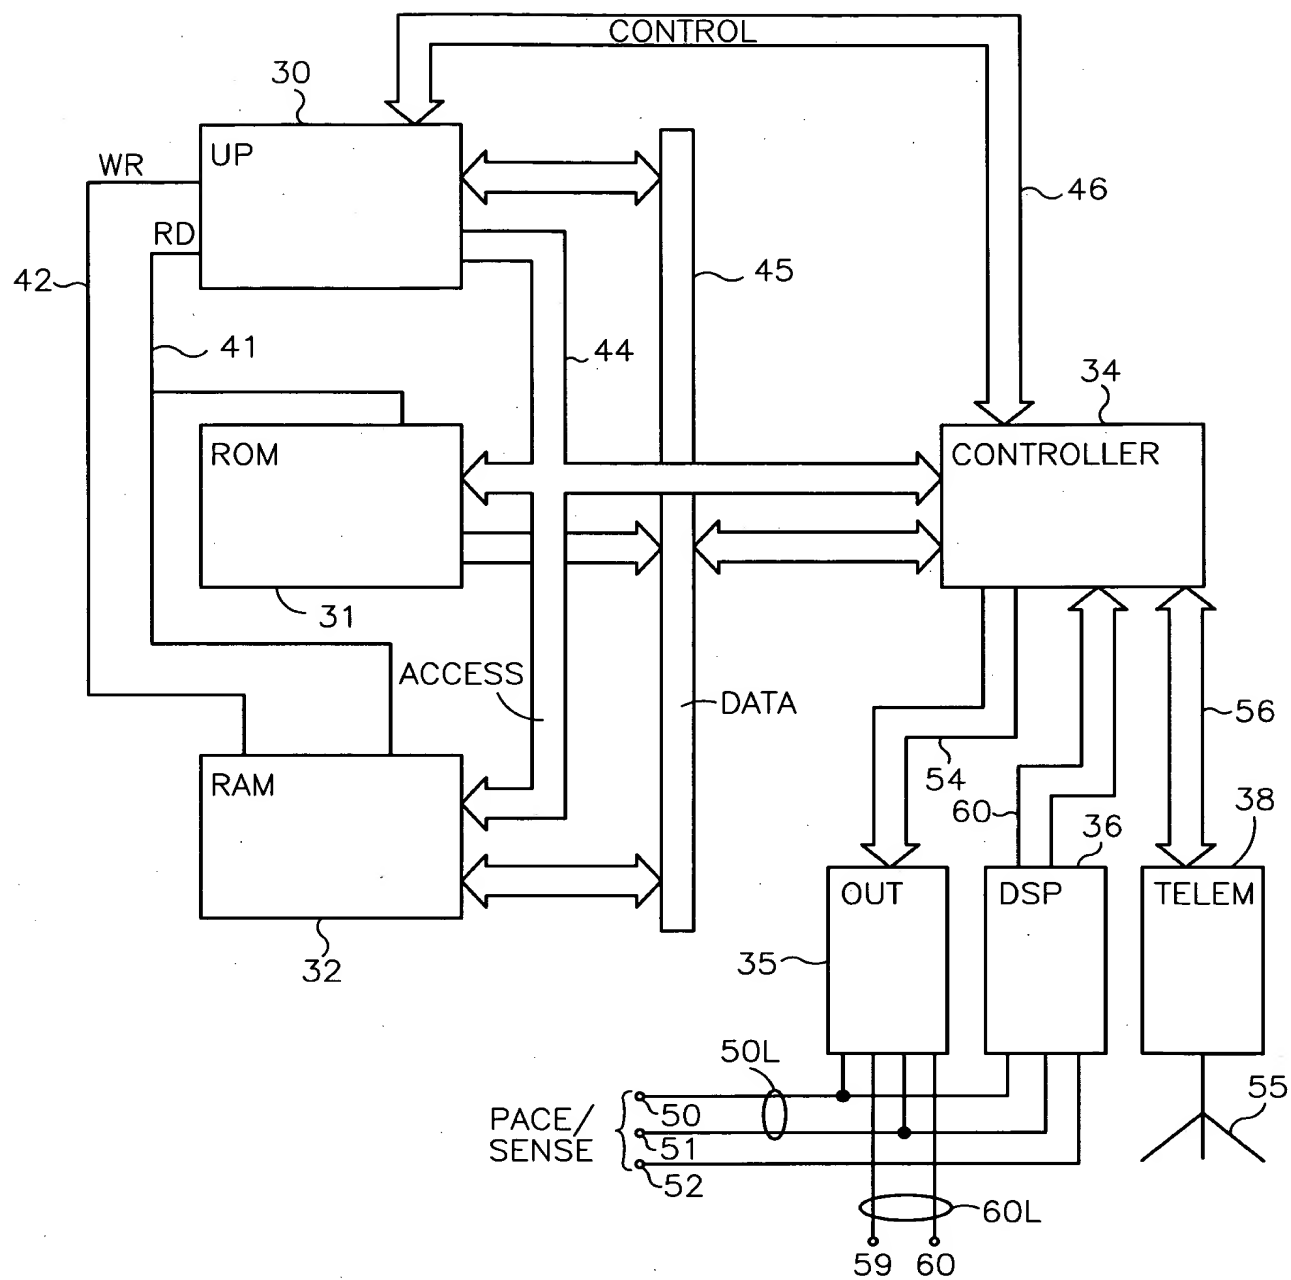 CONTROL
30
UP
WR
RD
46
42
45
41
44
34
ROM
CONTROLLER
31
ACCESS
DATA
56
54
RAM
60
36
38
OUT
DSP
TELEM
35
32
50L
55
PACE/
SENSE
50
51
52
60L
59
60